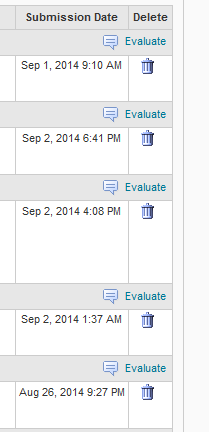 Submission Date Delete
Evaluate
Sep 1, 2014 9:10 AM
Evaluate
Sep 2, 2014 6:41 PM
Evaluate
Sep 2, 2014 4:08 PM
Evaluate
Sep 2, 2014 1:37 AM
Evaluate
Aug 26, 2014 9:27 PM